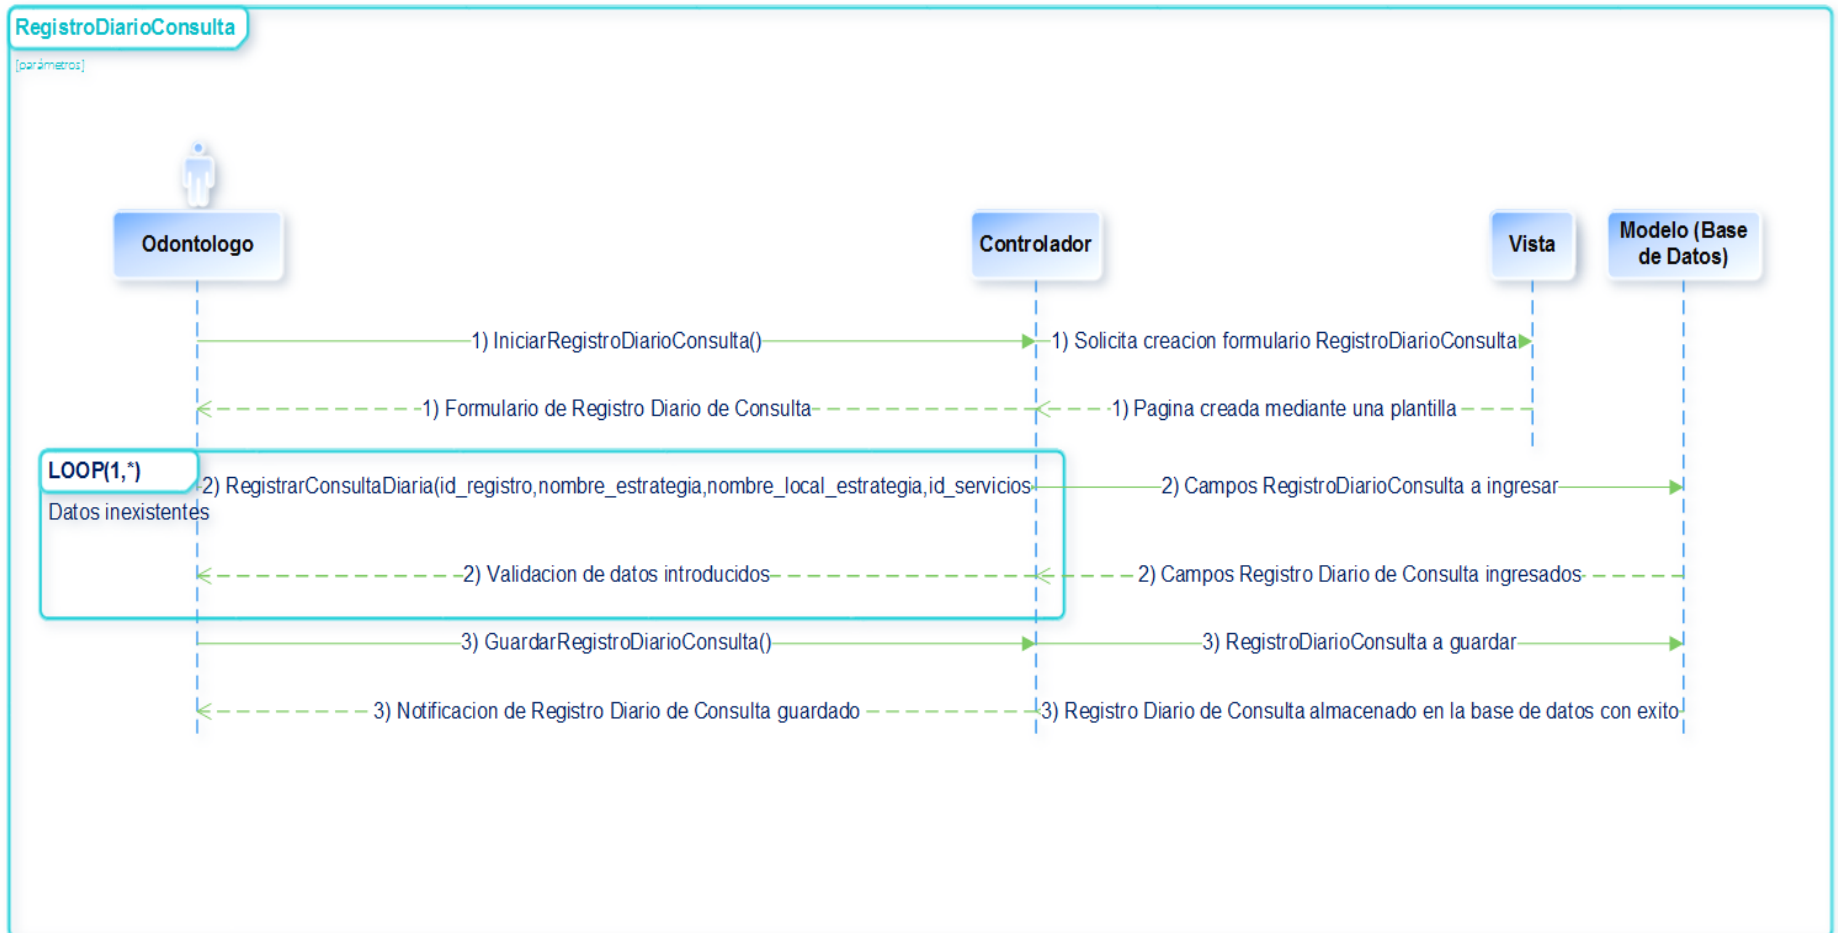 RegistroDiarioConsulta
[parámetros]
Odontologo
Controlador
Vista
Modelo (Base
de Datos)
1) IniciarRegistroDiarioConsulta()
1) Solicita creacion formulario RegistroDiarioConsulta
1) Formulario de Registro Diario de Consulta
1) Pagina creada mediante una plantilla
LOOP(1,*)
2) RegistrarConsultaDiaria(id_registro,nombre_estrategia,nombre_local_estrategia,id_servicios
2) Campos RegistroDiarioConsulta a ingresar
Datos inexistentes
2) Validacion de datos introducidos
2) Campos Registro Diario de Consulta ingresados
3) GuardarRegistroDiarioConsulta()
3) RegistroDiarioConsulta a guardar
3) Notificacion de Registro Diario de Consulta guardado
3) Registro Diario de Consulta almacenado en la base de datos con exito